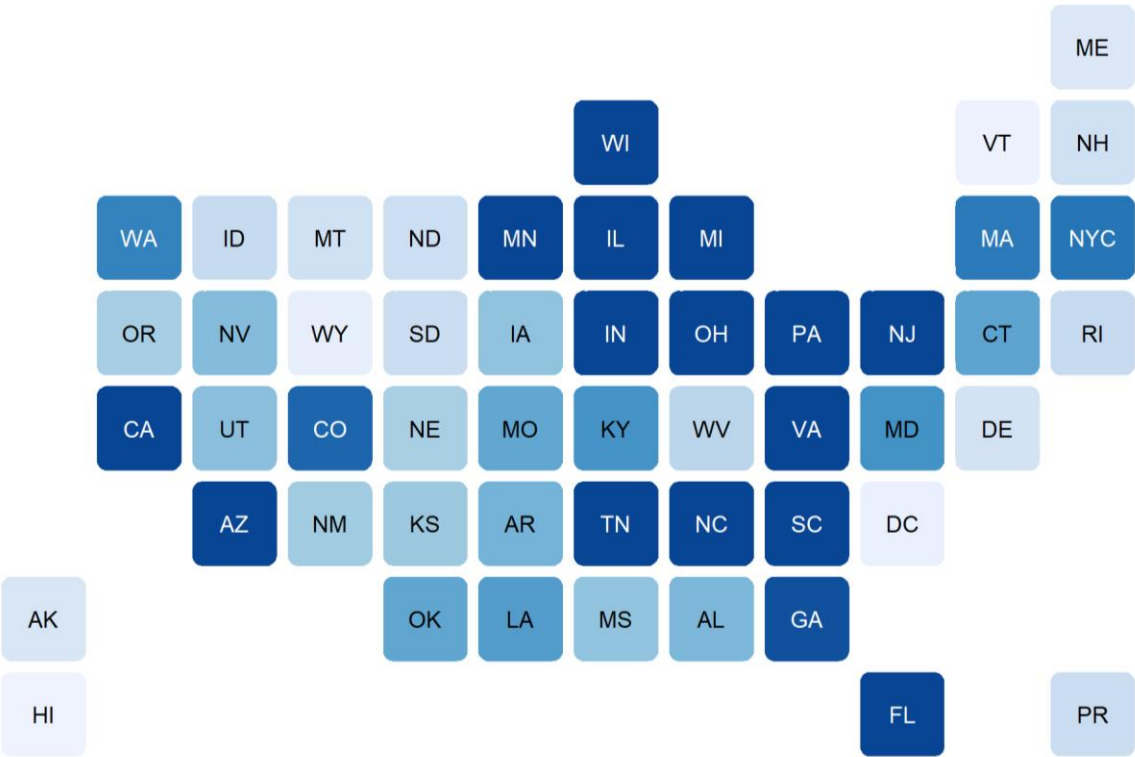 ME
WI VT NH
WA ID MT ND MN IL MI MA NYC
OR NV WY SD IA IN OH PA NJ CT RI
CA UT CO NE MO KY WV VA MD DE
AZ NM KS AR TN NC SC DC
AK OK LA MS AL GA
HI FL PR